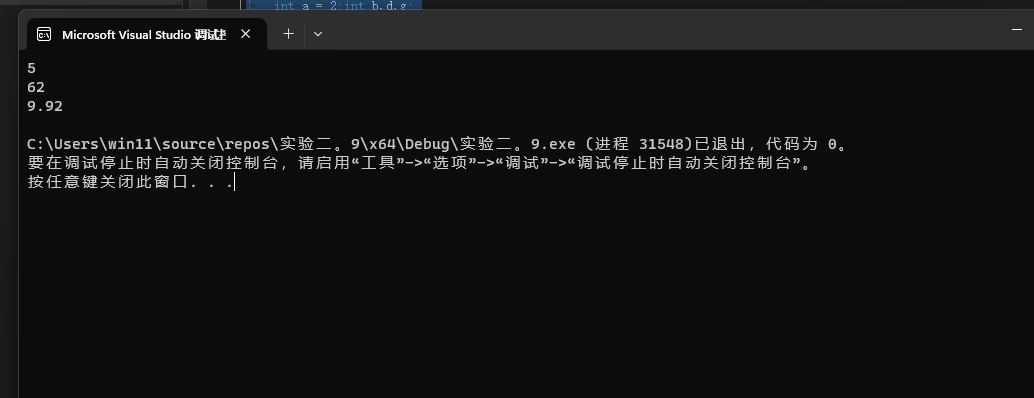 int a = 2;int b,d,g;
Microsoft Visual Studio 调试
5
62
9.92
C:\Users\win11\source\repos\实验二。9\x64\Debug\实验二。9.exe (进程 31548)已退出，代码为 0。
要在调试停止时自动关闭控制台，请启用“工具”->“选项”->“调试”->“调试停止时自动关闭控制台”。
按任意键关闭此窗口. . .